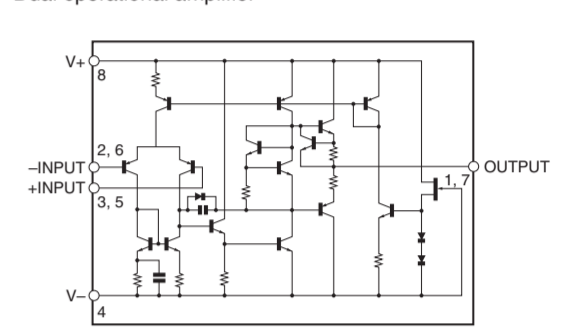 Dual operational amplifier
V+
8
2, 6
–INPUT
+INPUT
3, 5
OUTPUT
1, 7
V–
4